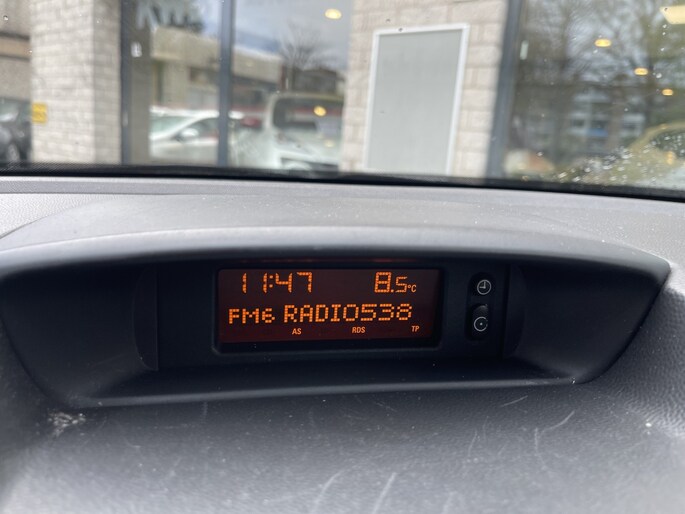 11:47 8.5°C
FM6 RADIO538
AS RDS TP